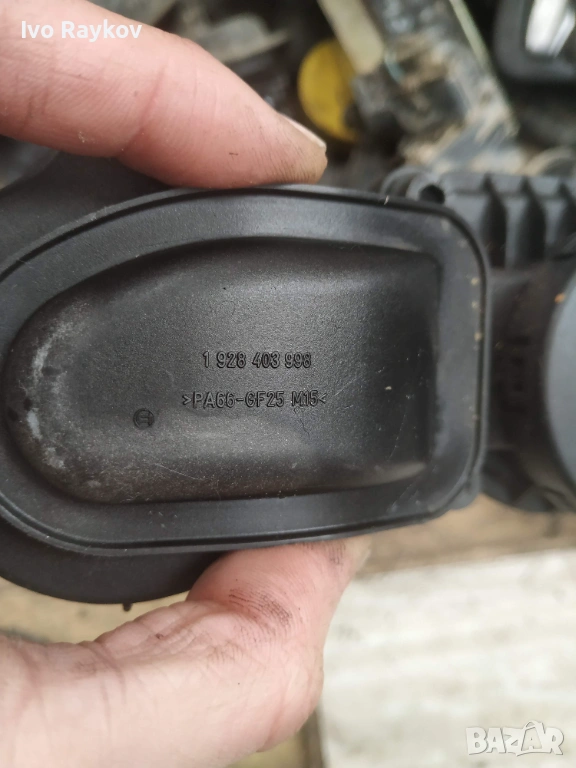 Ivo Raykov
1 928 403 998
>PA66-GF25 M15<
BAZAR